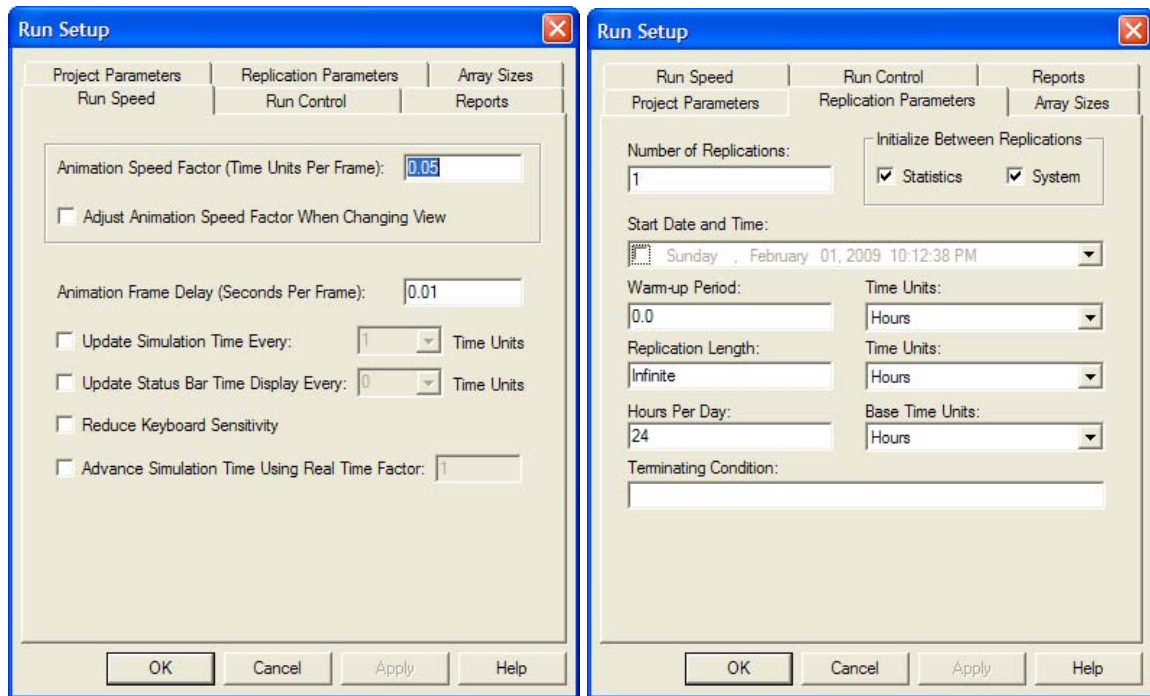 Run Setup
Project Parameters Replication Parameters Array Sizes
Run Speed Run Control Reports
Animation Speed Factor (Time Units Per Frame): 0.05
Adjust Animation Speed Factor When Changing View
Animation Frame Delay (Seconds Per Frame): 0.01
Update Simulation Time Every: 1 Time Units
Update Status Bar Time Display Every: 0 Time Units
Reduce Keyboard Sensitivity
Advance Simulation Time Using Real Time Factor: 1
OK Cancel Apply Help
Run Setup
Run Speed Run Control Reports
Project Parameters Replication Parameters Array Sizes
Number of Replications: Initialize Between Replications
1 Statistics System
Start Date and Time:
Sunday , February 01, 2009 10:12:38 PM
Warm-up Period: Time Units:
0.0 Hours
Replication Length: Time Units:
Infinite Hours
Hours Per Day: Base Time Units:
24 Hours
Terminating Condition:
OK Cancel Apply Help